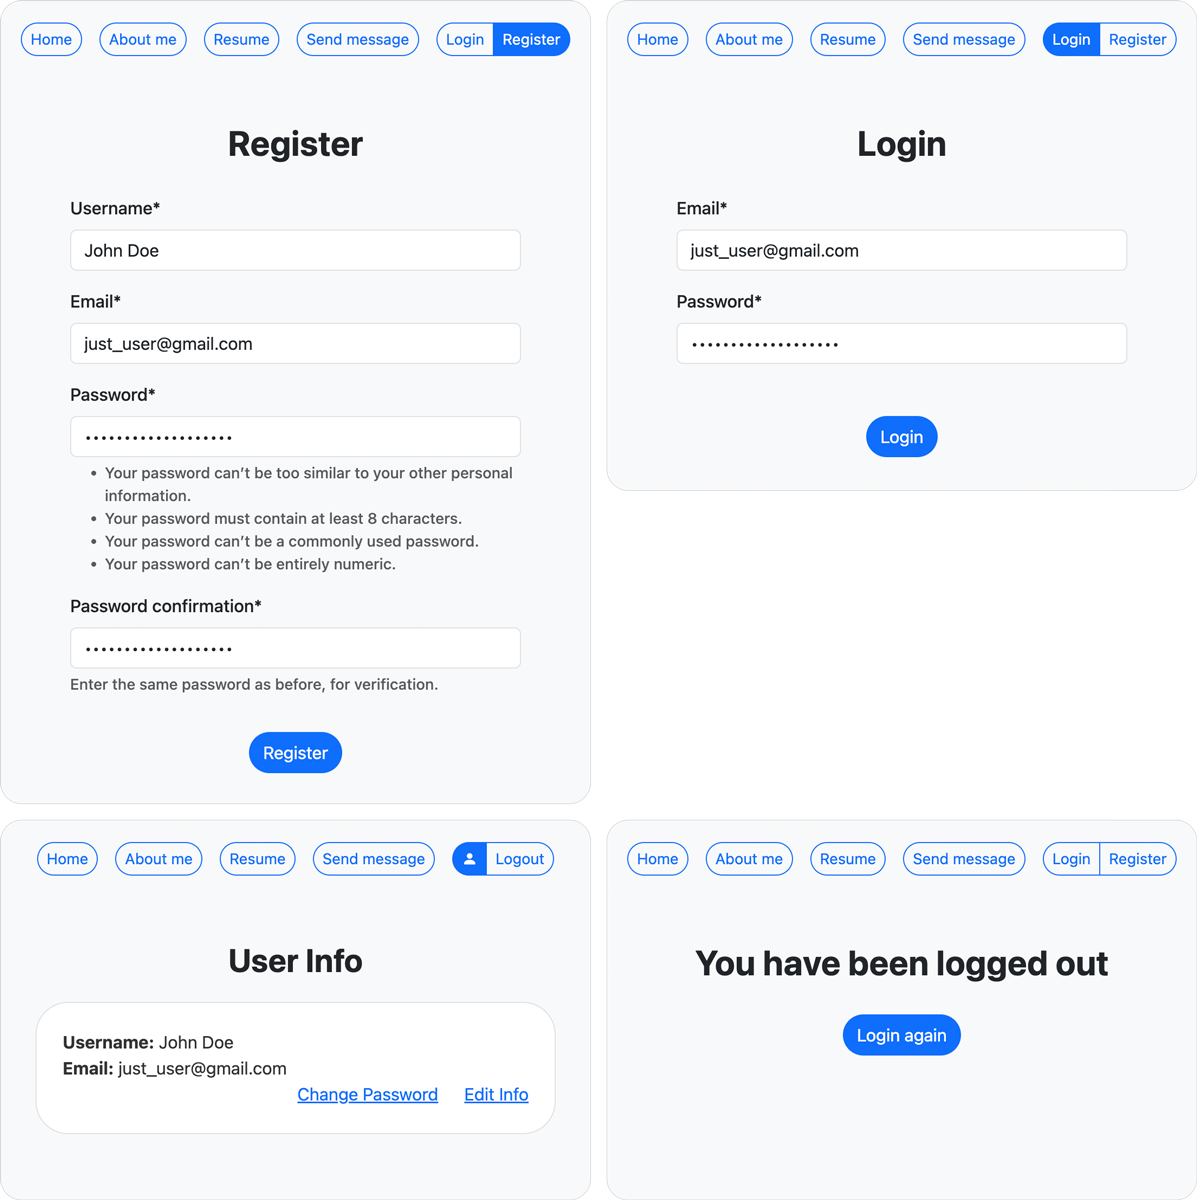 Home About me Resume Send message Login Register
Register
Username*
John Doe
Email*
just_user@gmail.com
Password*
•••••••••••••••••••
• Your password can’t be too similar to your other personal
information.
• Your password must contain at least 8 characters.
• Your password can’t be a commonly used password.
• Your password can’t be entirely numeric.
Password confirmation*
•••••••••••••••••••
Enter the same password as before, for verification.
Register
Home About me Resume Send message Login Register
Login
Email*
just_user@gmail.com
Password*
•••••••••••••••••••
Login
Home About me Resume Send message Logout
User Info
Username: John Doe
Email: just_user@gmail.com
Change Password Edit Info
Home About me Resume Send message Login Register
You have been logged out
Login again